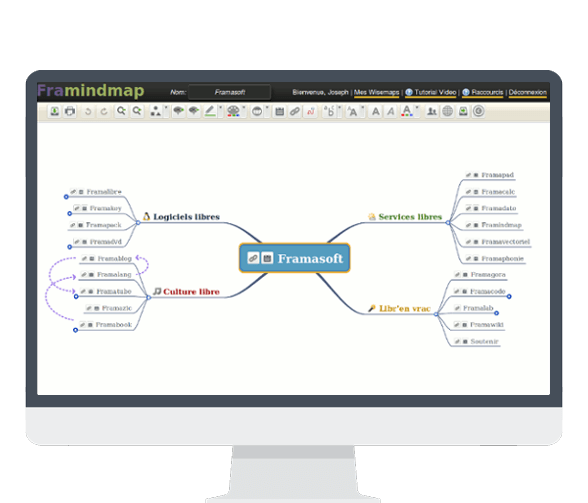 Framindmap
Nom: Framasoft
Bienvenue, Joseph | Mes Wisemaps | Tutorial Video | Raccourcis | Déconnexion
Framalibre
Framakey
Framapack
Framadvd
Logiciels libres
Framablog
Framalang
Framatube
Framazic
Framabook
Culture libre
Framasoft
Services libres
Framapad
Framacalc
Framadate
Framindmap
Framavectoriel
Framaphonie
Libr'en vrac
Framagora
Framacode
Framalab
Framawiki
Soutenir